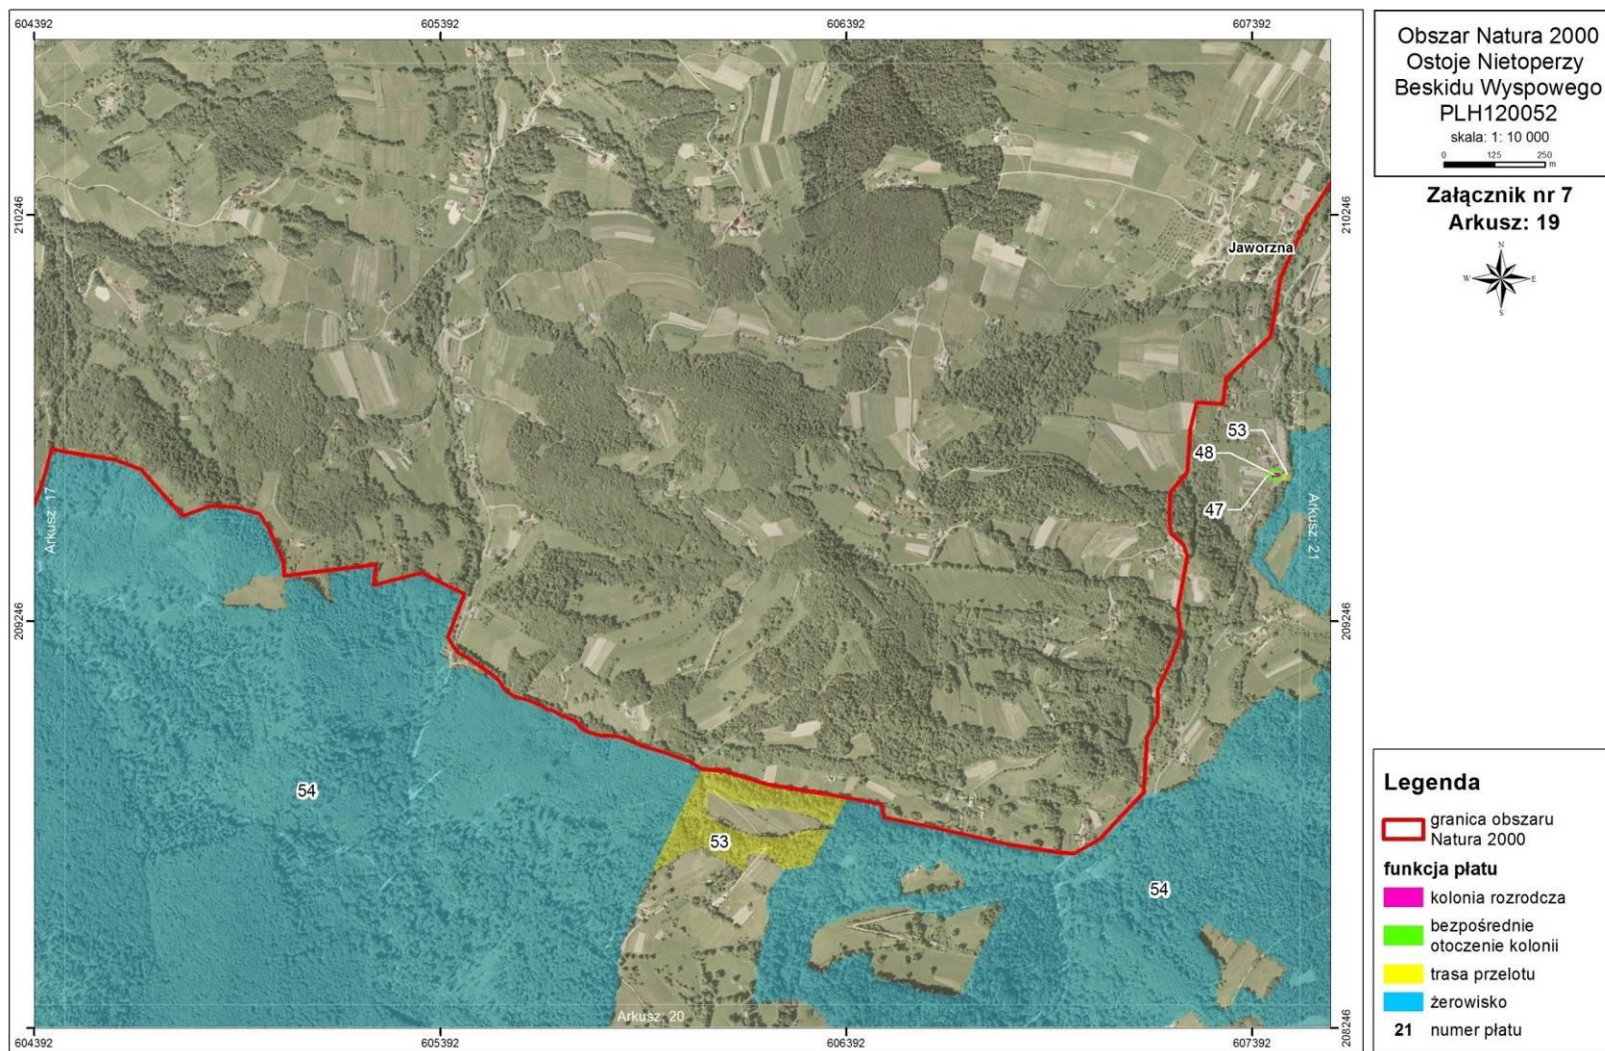 604392
605392
606392
607392
Obszar Natura 2000
Ostoje Nietoperzy
Beskidu Wyspowego
PLH120052
skala: 1: 10 000
0 125 250
m
Załącznik nr 7
Arkusz: 19
N
W E
S
210246
210246
Jaworzna
53
48
47
Arkusz: 17
Arkusz: 21
209246
209246
54
53
54
Arkusz: 20
208246
604392
605392
606392
607392
Legenda
granica obszaru
Natura 2000
funkcja płatu
kolonia rozrodcza
bezpośrednie
otoczenie kolonii
trasa przelotu
żerowisko
21 numer płatu